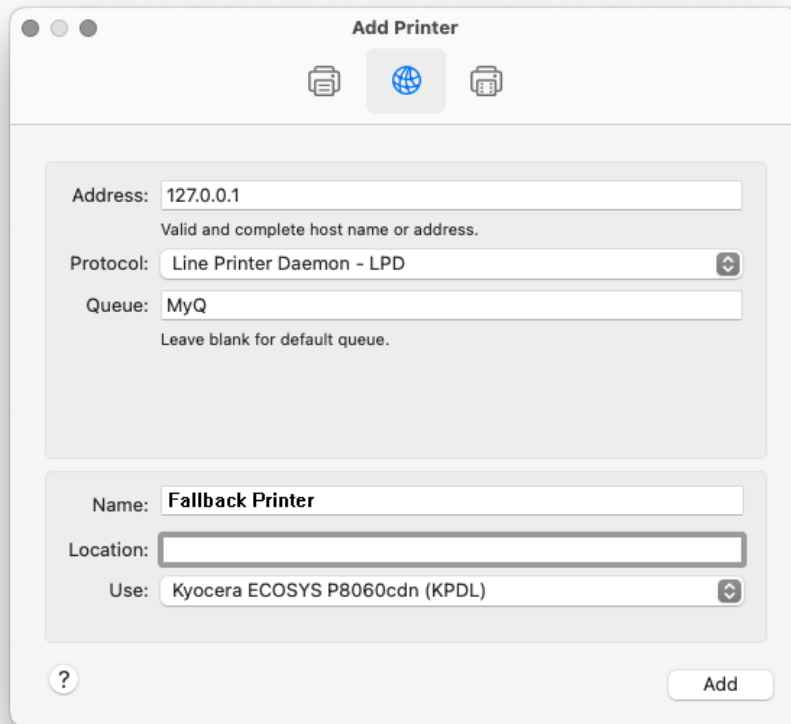 Add Printer
Address: 127.0.0.1
Valid and complete host name or address.
Protocol: Line Printer Daemon - LPD
Queue: MyQ
Leave blank for default queue.
Name: Fallback Printer
Location:
Use: Kyocera ECOSYS P8060cdn (KPDL)
? Add